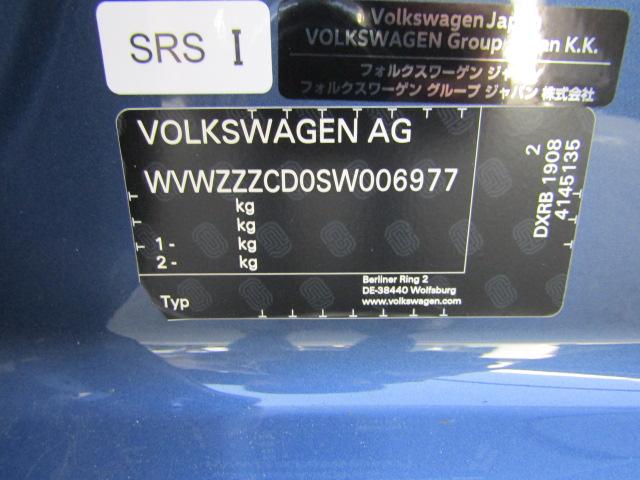 SRS I
Volkswagen Japan
VOLKSWAGEN Group Japan K.K.
フォルクスワーゲン ジャパン
フォルクスワーゲン グループ ジャパン 株式会社
VOLKSWAGEN AG
WVWZZZCD0SW006977
kg
kg
1 - kg
2 - kg
Typ
Berliner Ring 2
DE-38440 Wolfsburg
www.volkswagen.com
2
DXRB 1908
4145135